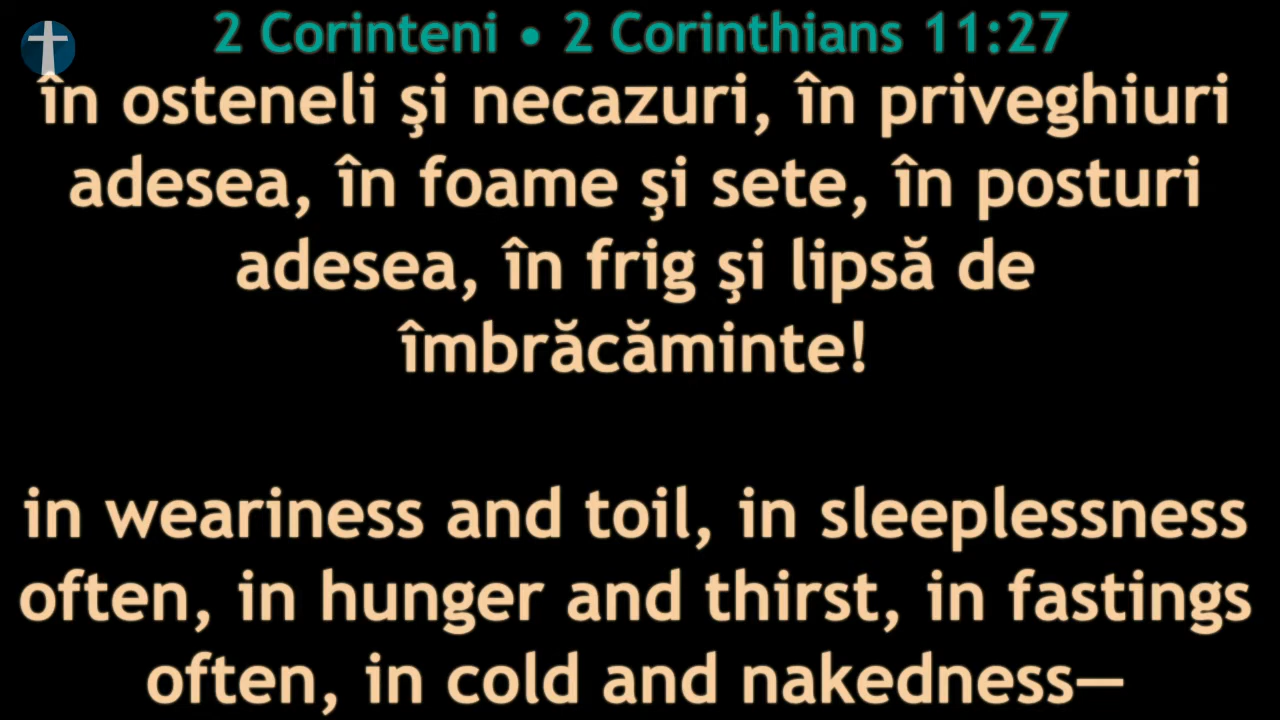 2 Corinteni • 2 Corinthians 11:27
în osteneli şi necazuri, în priveghiuri
adesea, în foame şi sete, în posturi
adesea, în frig şi lipsă de
îmbrăcăminte!
in weariness and toil, in sleeplessness
often, in hunger and thirst, in fastings
often, in cold and nakedness—